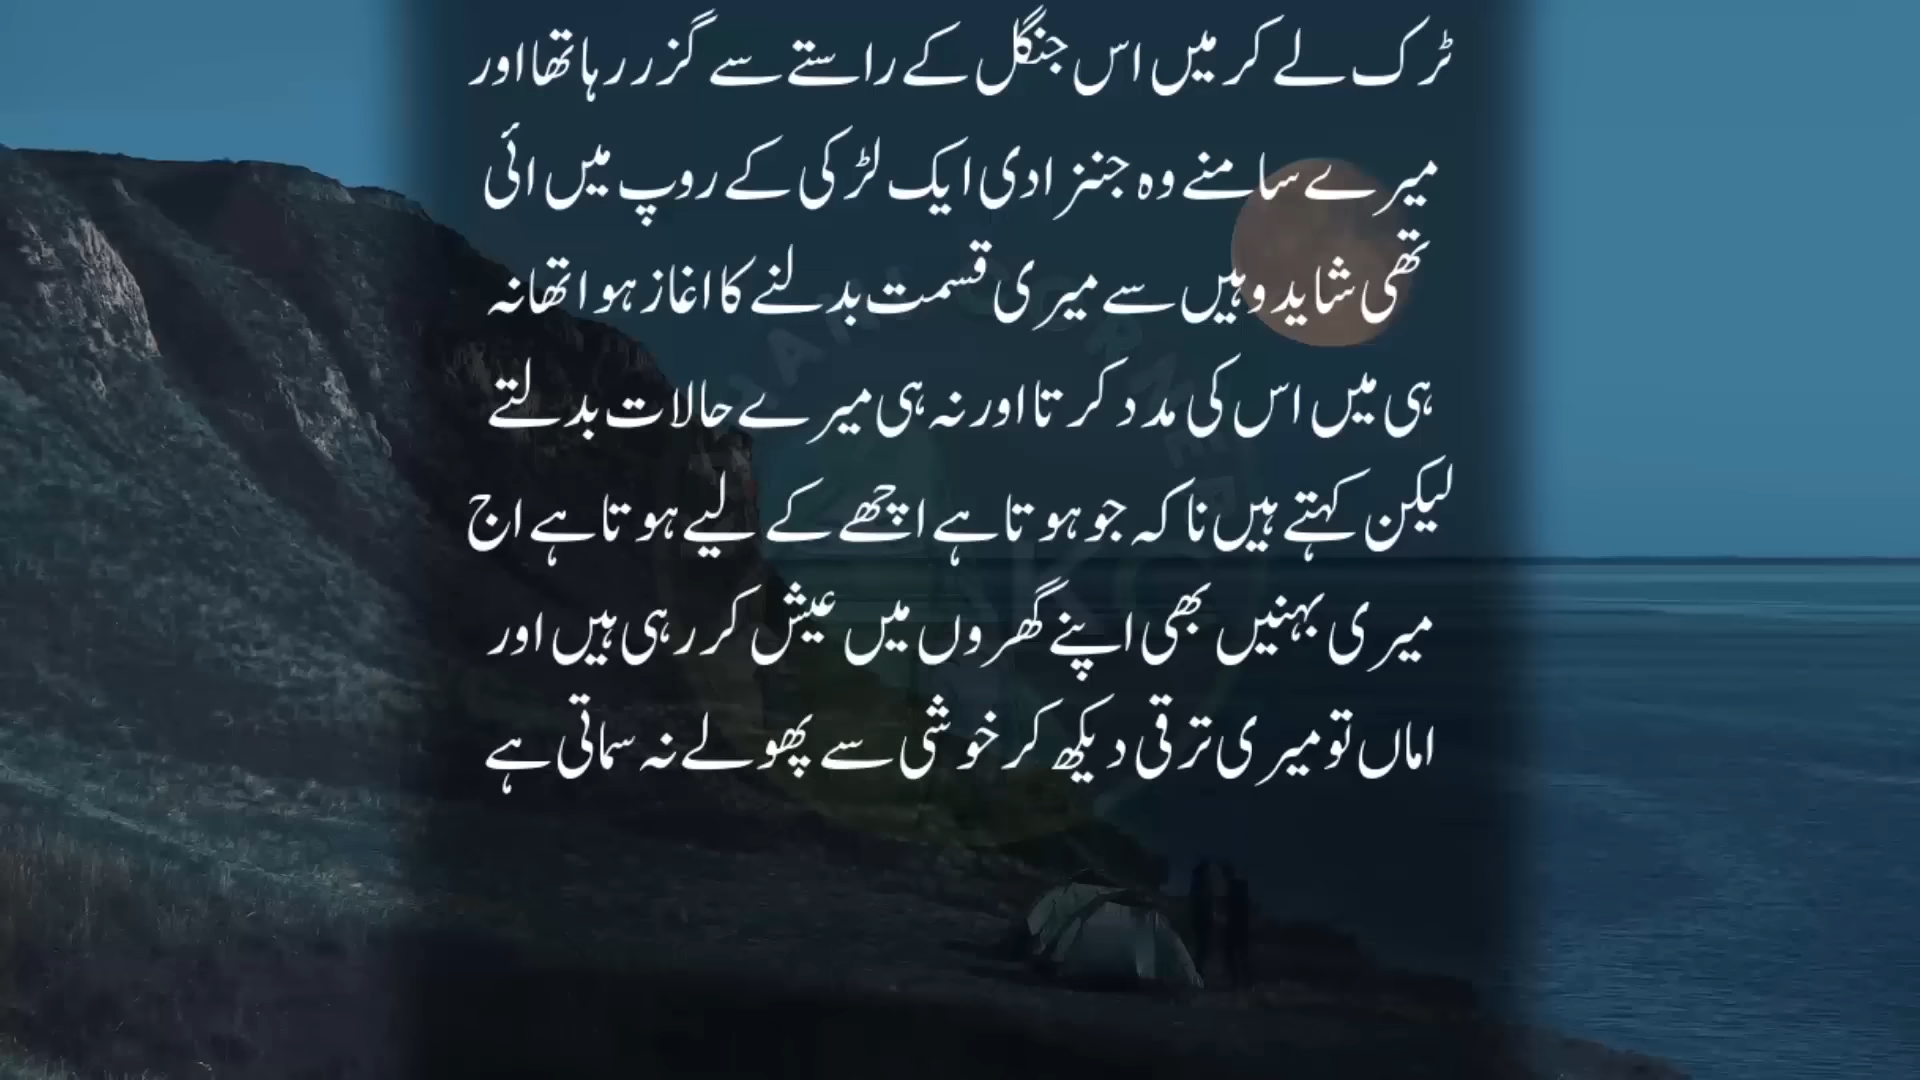 ٹرک لے کر میں اس جنگل کے راستے سے گزر رہا تھا اور
میرے سامنے وہ جننزادی ایک لڑکی کے روپ میں ائی
تھی شاید وہیں سے میری قسمت بدلنے کا اغاز ہوا تھا نہ
ہی میں اس کی مدد کرتا اور نہ ہی میرے حالات بدلتے
لیکن کہتے ہیں نا کہ جو ہوتا ہے اچھے کے لیے ہوتا ہے اج
میری بہنیں بھی اپنے گھروں میں عیش کر رہی ہیں اور
اماں تو میری ترقی دیکھ کر خوشی سے پھولے نہ سماتی ہے